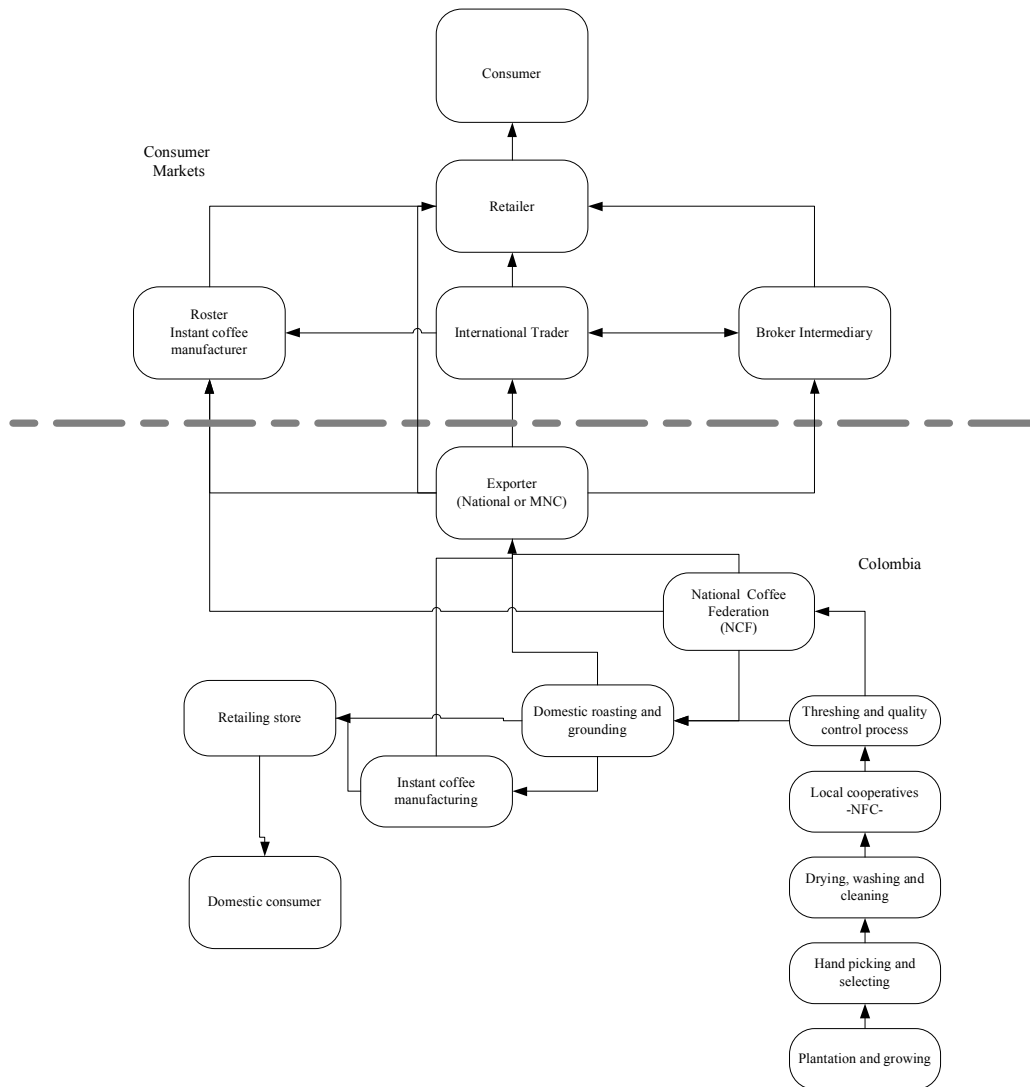 Consumer
Consumer
Markets
Retailer
Roster
Instant coffee
manufacturer
International Trader
Broker Intermediary
Exporter
(National or MNC)
Colombia
National Coffee
Federation
(NCF)
Retailing store
Domestic roasting and
grounding
Threshing and quality
control process
Instant coffee
manufacturing
Local cooperatives
-NFC-
Drying, washing and
cleaning
Domestic consumer
Hand picking and
selecting
Plantation and growing